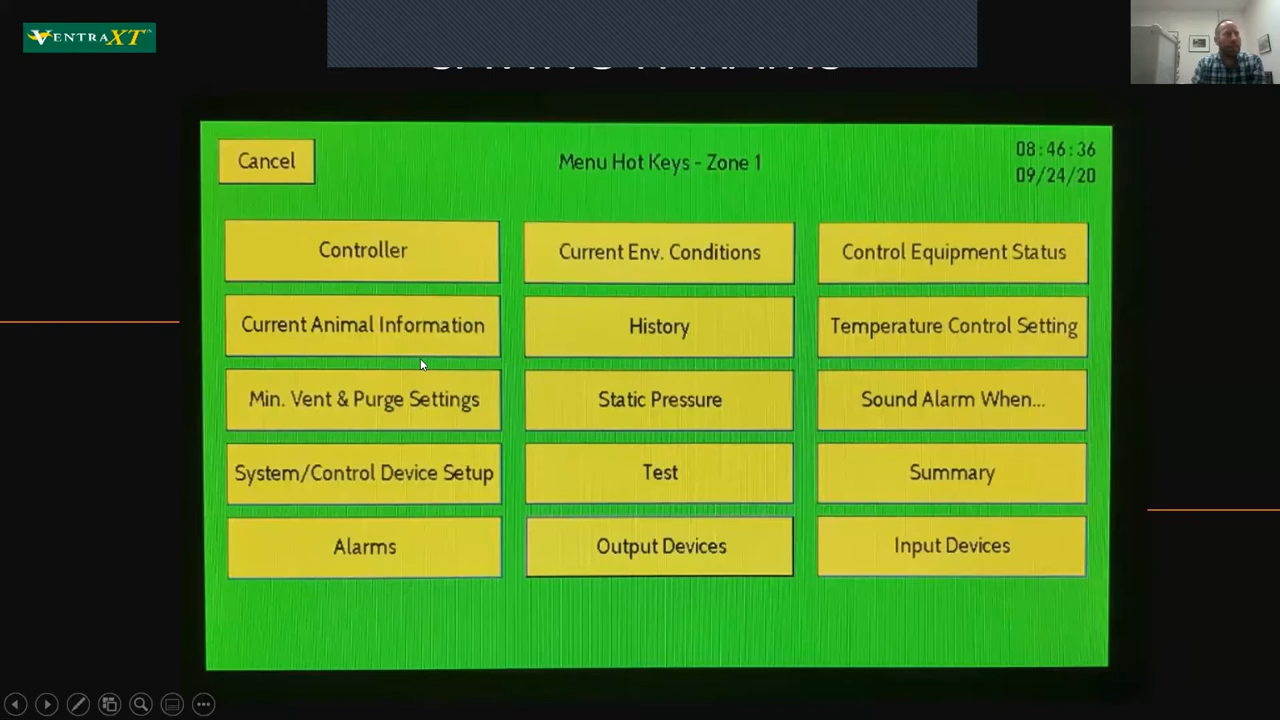 VENTRAXT
Cancel
Menu Hot Keys - Zone 1
08:46:36
09/24/20
Controller
Current Env. Conditions
Control Equipment Status
Current Animal Information
History
Temperature Control Setting
Min. Vent & Purge Settings
Static Pressure
Sound Alarm When...
System/Control Device Setup
Test
Summary
Alarms
Output Devices
Input Devices